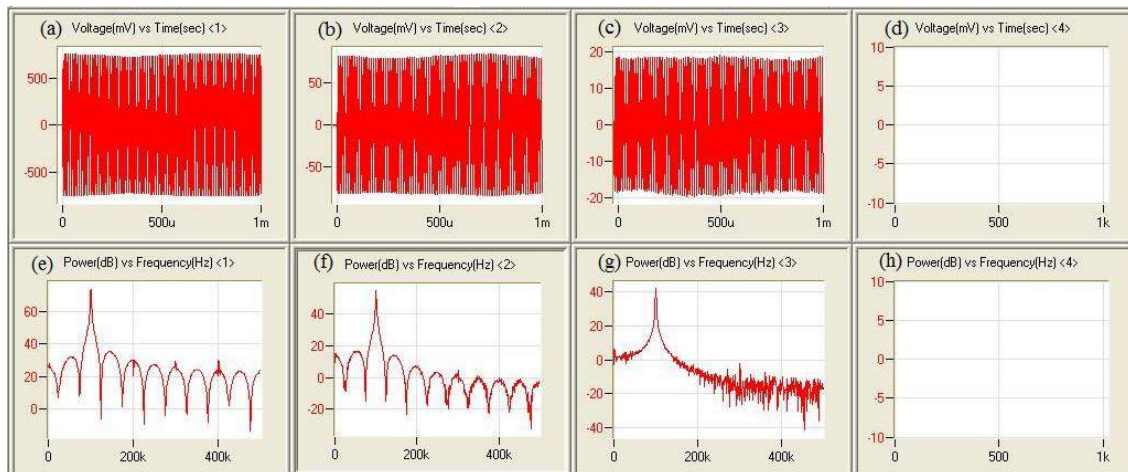 (a) Voltage(mV) vs Time(sec) <1>
500
0
-500
0 500u 1m
(b) Voltage(mV) vs Time(sec) <2>
50
0
-50
0 500u 1m
(c) Voltage(mV) vs Time(sec) <3>
20
10
0
-10
-20
0 500u 1m
(d) Voltage(mV) vs Time(sec) <4>
10
5
0
-5
-10
0 500 1k
(e) Power(dB) vs Frequency(Hz) <1>
60
40
20
0
0 200k 400k
(f) Power(dB) vs Frequency(Hz) <2>
40
20
0
-20
0 200k 400k
(g) Power(dB) vs Frequency(Hz) <3>
40
20
0
-20
-40
0 200k 400k
(h) Power(dB) vs Frequency(Hz) <4>
10
5
0
-5
-10
0 500 1k